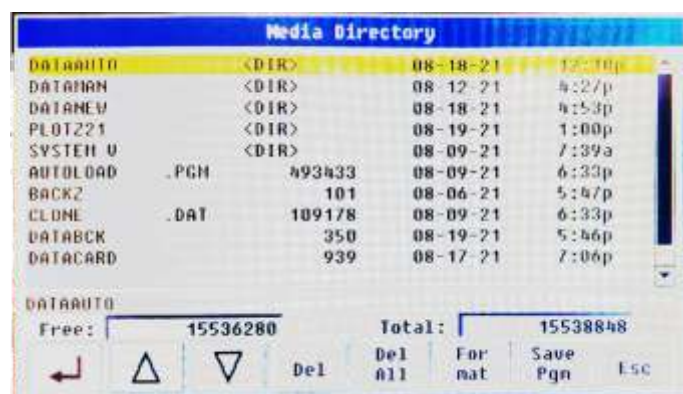 Media Directory
DATAAUTO <DIR> 08-18-21 12:10p
DATAMAN <DIR> 08-12-21 4:27p
DATANEW <DIR> 08-18-21 4:53p
PLOTZ21 <DIR> 08-19-21 1:00p
SYSTEM V <DIR> 08-09-21 7:39a
AUTOLOAD .PGM 493433 08-09-21 6:33p
BACKZ 101 08-06-21 5:47p
CLONE .DAT 109178 08-09-21 6:33p
DATABCK 350 08-19-21 5:46p
DATACARD 939 08-17-21 7:06p
DATAAUTO
Free: 15536280 Total: 15538848
Del Del All For mat Save Pgm Esc